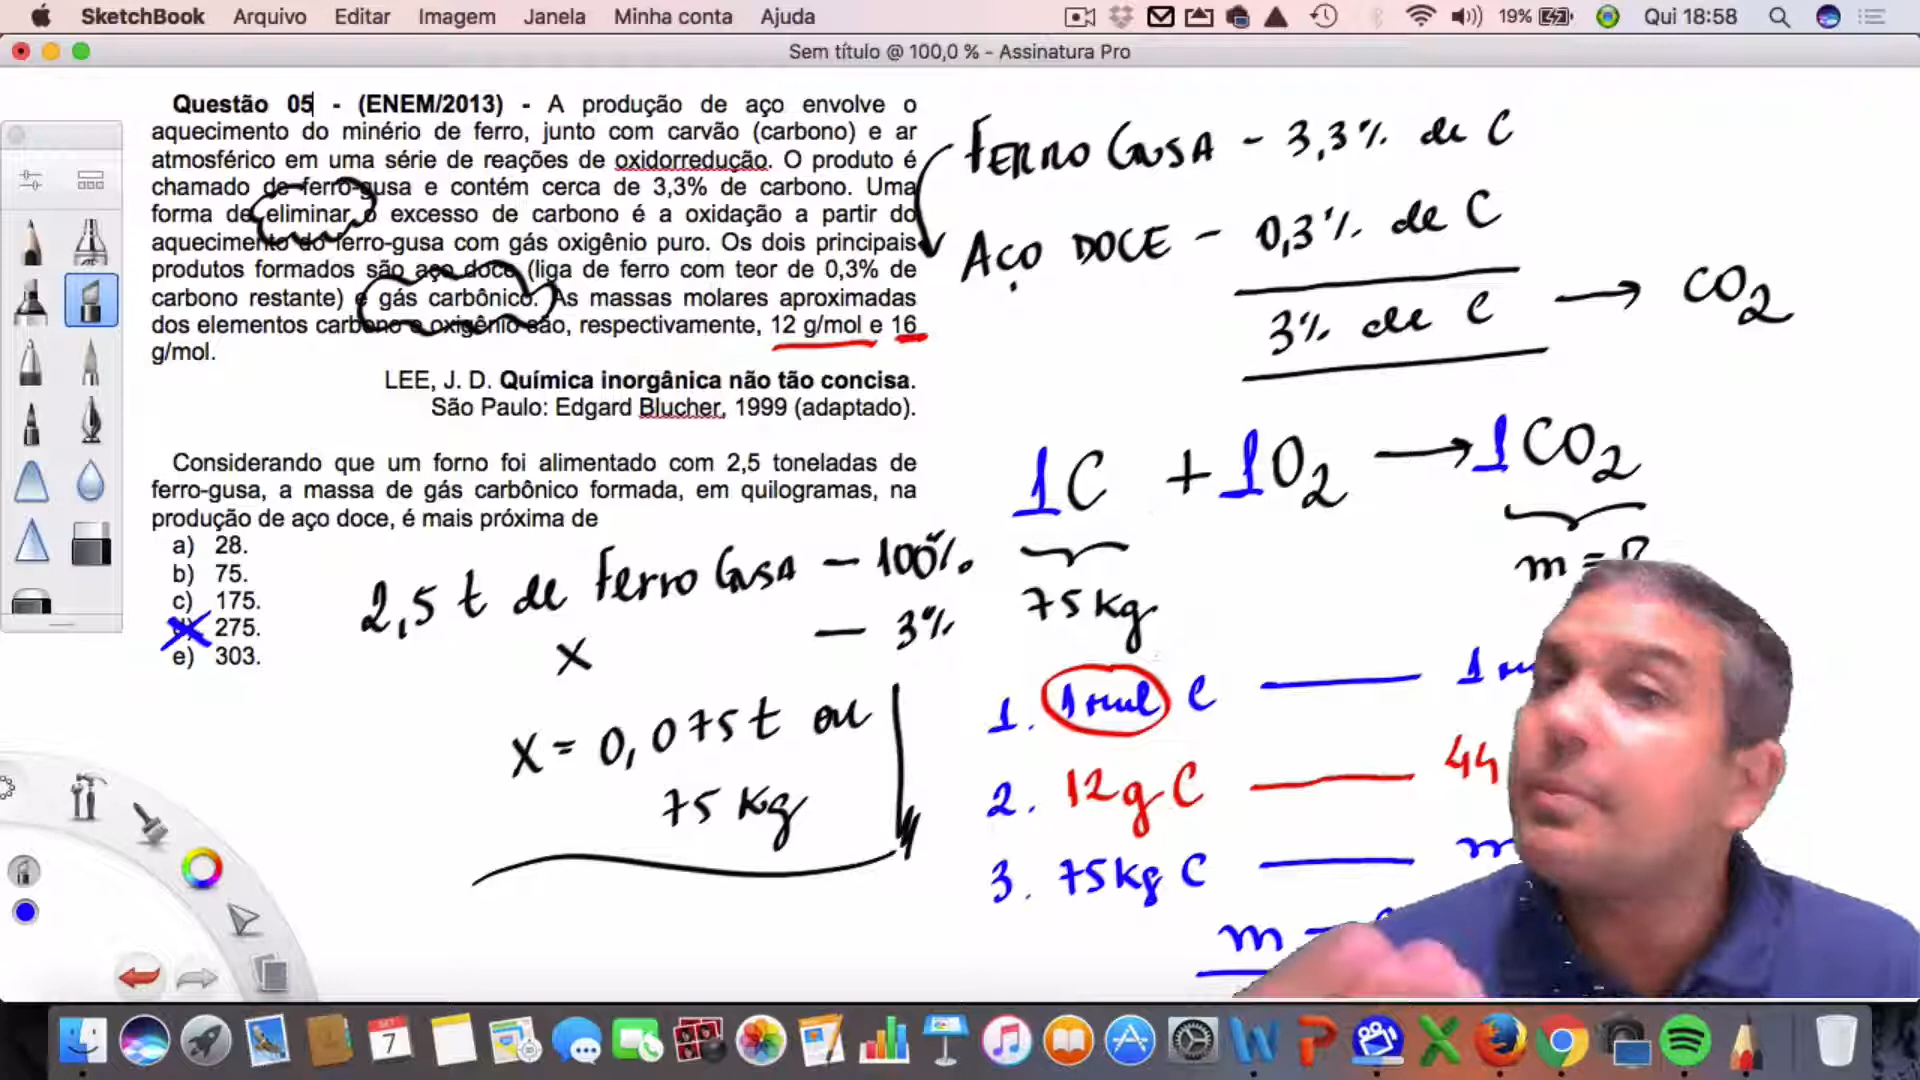 SketchBook Arquivo Editar Imagem Janela Minha conta Ajuda 19% Qui 18:58
Sem título @ 100,0 % - Assinatura Pro
Questão 05 - (ENEM/2013) - A produção de aço envolve o
aquecimento do minério de ferro, junto com carvão (carbono) e ar
atmosférico em uma série de reações de oxidorredução. O produto é
chamado de ferro-gusa e contém cerca de 3,3% de carbono. Uma
forma de eliminar o excesso de carbono é a oxidação a partir do
aquecimento do ferro-gusa com gás oxigênio puro. Os dois principais
produtos formados são aço doce (liga de ferro com teor de 0,3% de
carbono restante) e gás carbônico. As massas molares aproximadas
dos elementos carbono e oxigênio são, respectivamente, 12 g/mol e 16
g/mol.
LEE, J. D. Química inorgânica não tão concisa.
São Paulo: Edgard Blucher, 1999 (adaptado).
Considerando que um forno foi alimentado com 2,5 toneladas de
ferro-gusa, a massa de gás carbônico formada, em quilogramas, na
produção de aço doce, é mais próxima de
a) 28.
b) 75.
c) 175.
d) 275.
e) 303.
FERRO GUSA - 3,3% de C
AÇO DOCE - 0,3% de C
3% de C → CO2
1C + 1O2 → 1CO2
75kg
m = ?
2,5 t de Ferro Gusa - 100%
X - 3%
X = 0,075 t ou
75 Kg
1. 1 mol C — 1
2. 12g C — 44
3. 75kg C — m
m =
SET
7